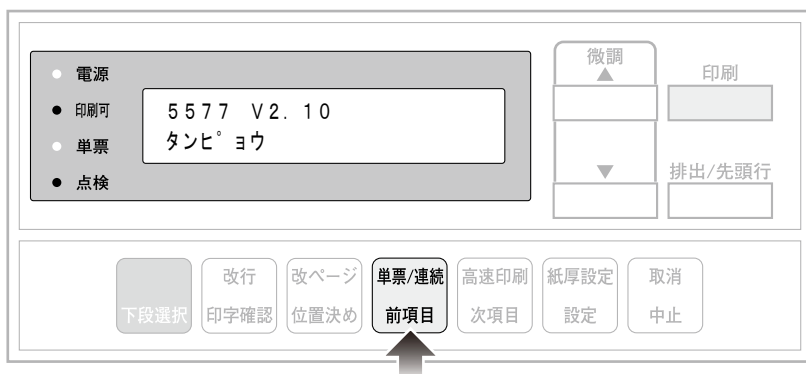 電源
印刷可
単票
点検
5577 V2.10
タンピョウ
微調
▲
▼
印刷
排出/先頭行
下段選択
改行
印字確認
改ページ
位置決め
単票/連続
前項目
高速印刷
次項目
紙厚設定
設定
取消
中止